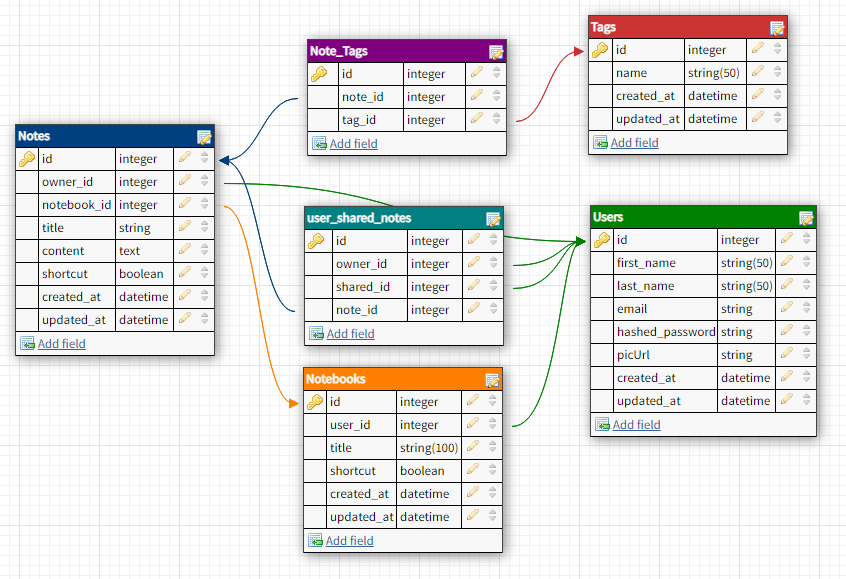 Notes
id integer
owner_id integer
notebook_id integer
title string
content text
shortcut boolean
created_at datetime
updated_at datetime
Add field
Note_Tags
id integer
note_id integer
tag_id integer
Add field
user_shared_notes
id integer
owner_id integer
shared_id integer
note_id integer
Add field
Notebooks
id integer
user_id integer
title string(100)
shortcut boolean
created_at datetime
updated_at datetime
Add field
Tags
id integer
name string(50)
created_at datetime
updated_at datetime
Add field
Users
id integer
first_name string(50)
last_name string(50)
email string
hashed_password string
picUrl string
created_at datetime
updated_at datetime
Add field